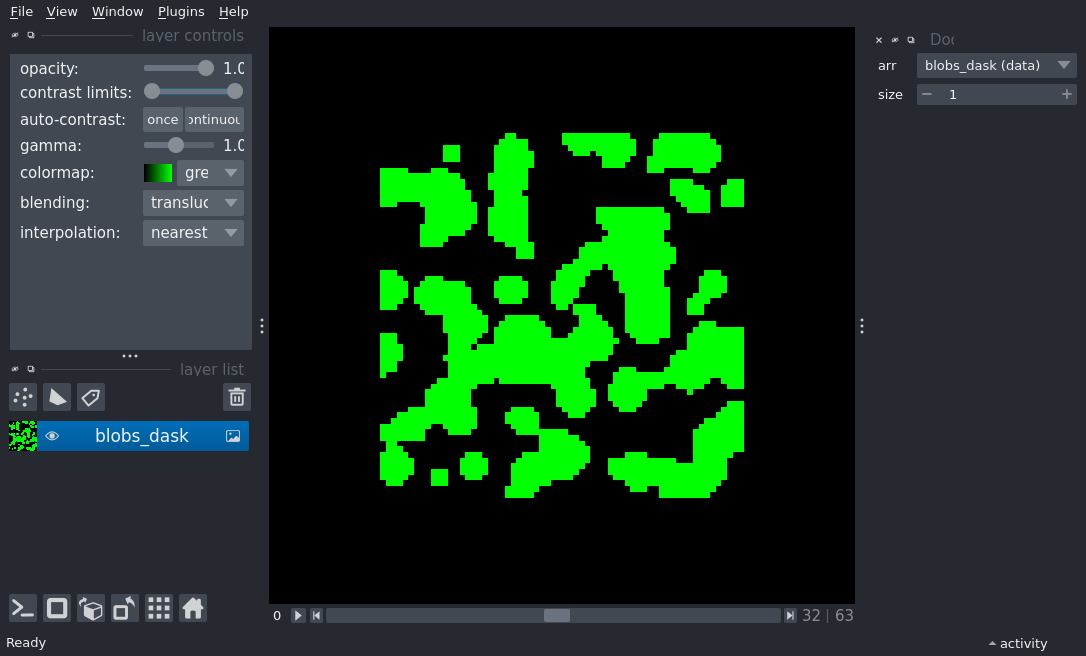 File View Window Plugins Help
layer controls
opacity: 1.0
contrast limits:
auto-contrast: once ontinuou
gamma: 1.0
colormap: gre
blending: transluc
interpolation: nearest
layer list
blobs_dask
0 32 | 63
Ready
Doc
arr blobs_dask (data)
size 1
activity